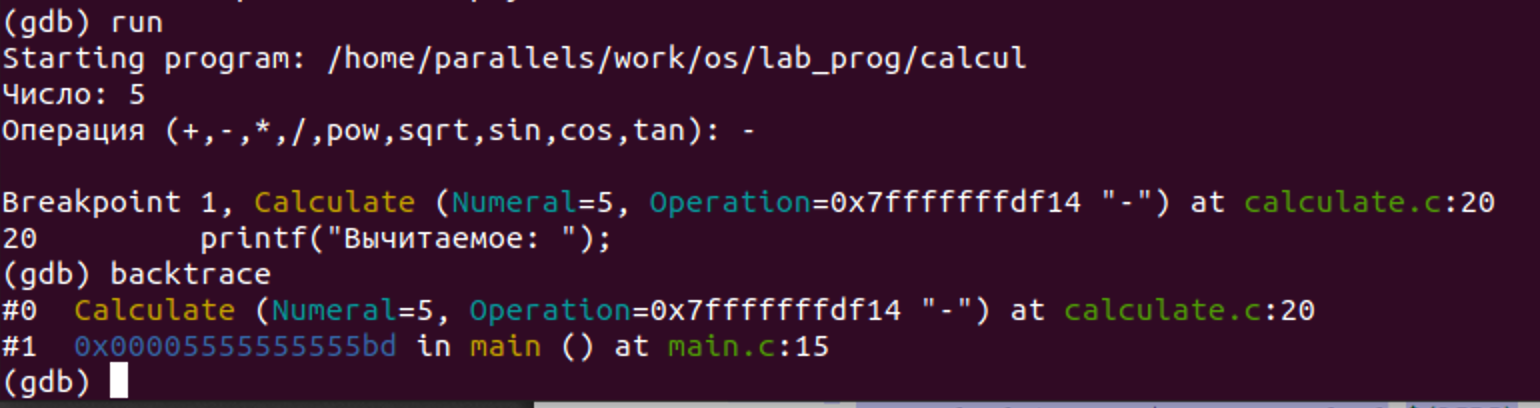 (gdb) run
Starting program: /home/parallels/work/os/lab_prog/calcul
Число: 5
Операция (+,-,*,/,pow,sqrt,sin,cos,tan): -
Breakpoint 1, Calculate (Numeral=5, Operation=0x7fffffffdf14 "-") at calculate.c:20
20         printf("Вычитаемое: ");
(gdb) backtrace
#0  Calculate (Numeral=5, Operation=0x7fffffffdf14 "-") at calculate.c:20
#1  0x00005555555555bd in main () at main.c:15
(gdb)